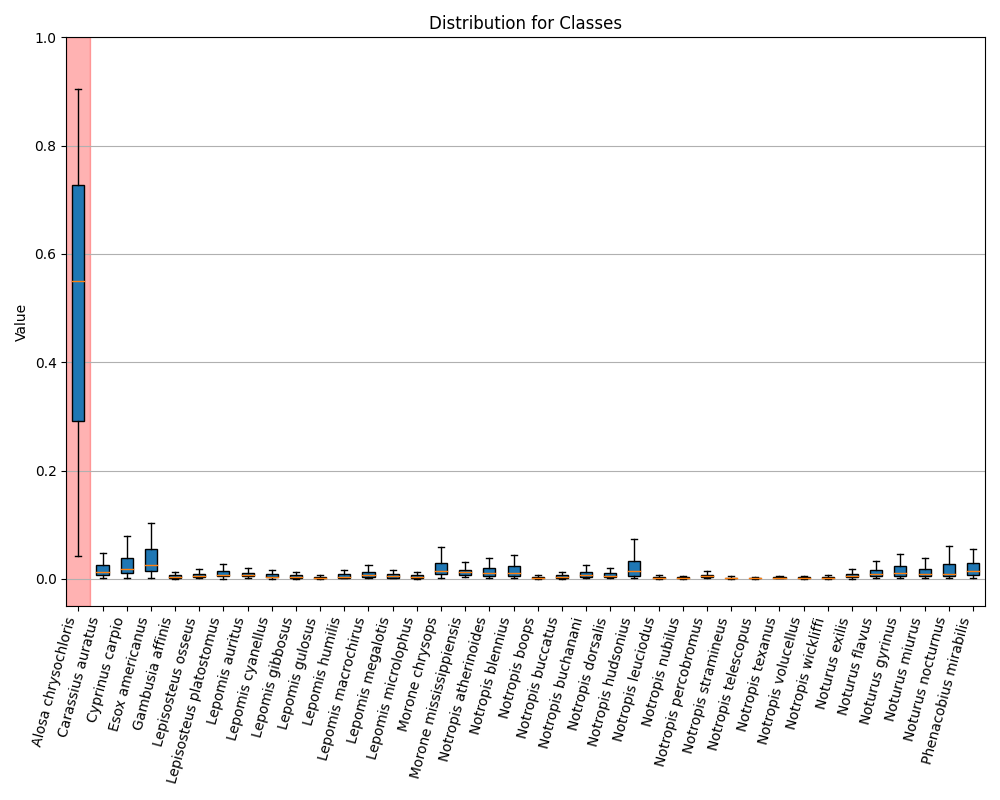 Distribution for Classes
Value
1.0
0.8
0.6
0.4
0.2
0.0
Alosa chrysochloris
Carassius auratus
Cyprinus carpio
Esox americanus
Gambusia affinis
Lepisosteus osseus
Lepisosteus platostomus
Lepomis auritus
Lepomis cyanellus
Lepomis gibbosus
Lepomis gulosus
Lepomis humilis
Lepomis macrochirus
Lepomis megalotis
Lepomis microlophus
Morone chrysops
Morone mississippiensis
Notropis atherinoides
Notropis blennius
Notropis boops
Notropis buccatus
Notropis buchanani
Notropis dorsalis
Notropis hudsonius
Notropis leuciodus
Notropis nubilus
Notropis percobromus
Notropis stramineus
Notropis telescopus
Notropis texanus
Notropis volucellus
Notropis wickliffi
Noturus exilis
Noturus flavus
Noturus gyrinus
Noturus miurus
Noturus nocturnus
Phenacobius mirabilis